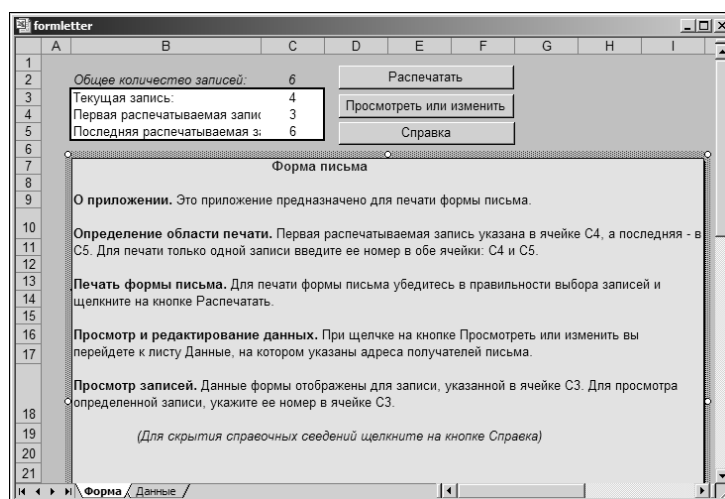 formletter
A B C D E F G H I
1
2 Общее количество записей: 6 Распечатать
3 Текущая запись: 4 Просмотреть или изменить
4 Первая распечатываемая запис 3
5 Последняя распечатываемая за 6 Справка
6
7 Форма письма
8
9 О приложении. Это приложение предназначено для печати формы письма.
10 Определение области печати. Первая распечатываемая запись указана в ячейке C4, а последняя - в
11 C5. Для печати только одной записи введите ее номер в обе ячейки: C4 и C5.
12
13 Печать формы письма. Для печати формы письма убедитесь в правильности выбора записей и
14 щелкните на кнопке Распечатать.
15
16 Просмотр и редактирование данных. При щелчке на кнопке Просмотреть или изменить вы
17 перейдете к листу Данные, на котором указаны адреса получателей письма.
Просмотр записей. Данные формы отображены для записи, указанной в ячейке C3. Для просмотра
18 определенной записи, укажите ее номер в ячейке C3.
19 (Для скрытия справочных сведений щелкните на кнопке Справка)
20
21
Форма Данные